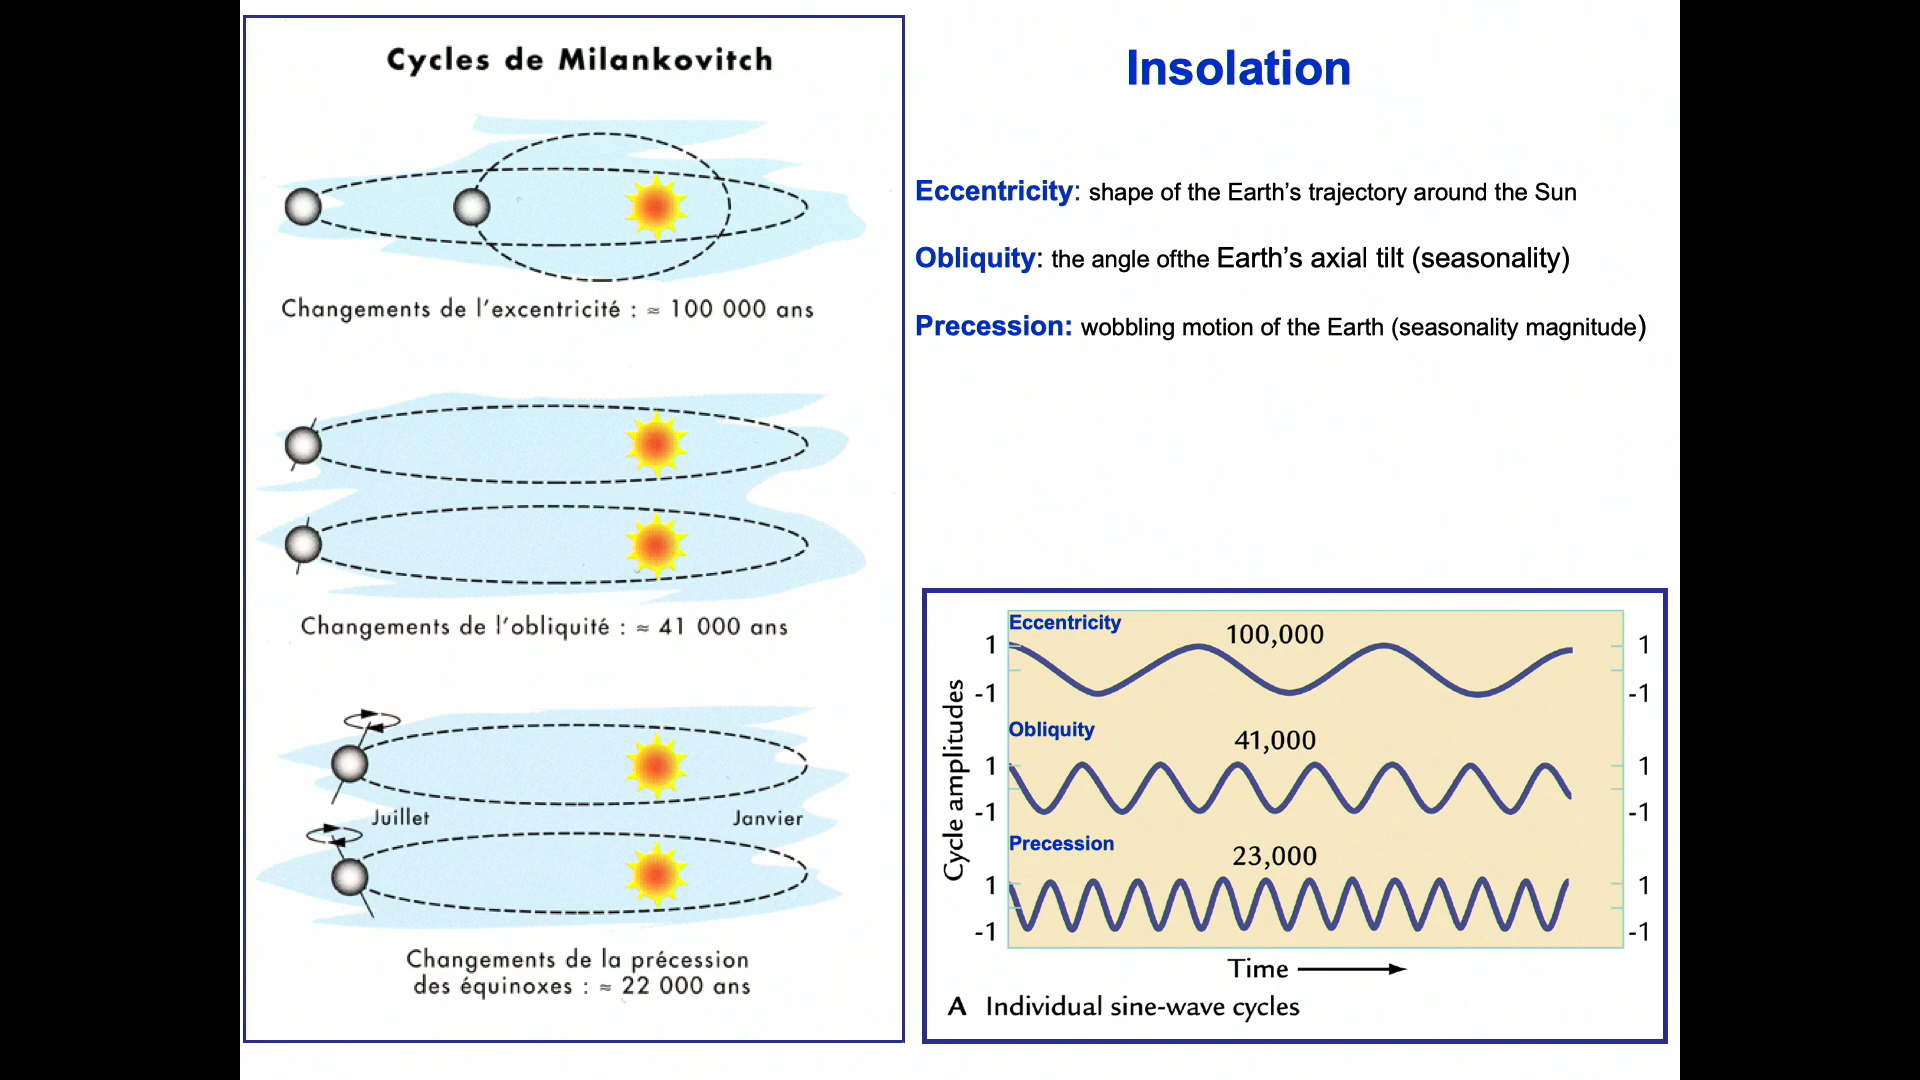 Cycles de Milankovitch
Changements de l'excentricité : ≈ 100 000 ans
Changements de l'obliquité : ≈ 41 000 ans
Juillet
Janvier
Changements de la précession
des équinoxes : ≈ 22 000 ans
Insolation
Eccentricity: shape of the Earth's trajectory around the Sun
Obliquity: the angle ofthe Earth's axial tilt (seasonality)
Precession: wobbling motion of the Earth (seasonality magnitude)
Cycle amplitudes
Eccentricity
100,000
1
1
-1
-1
Obliquity
41,000
1
1
-1
-1
Precession
23,000
1
1
-1
-1
Time
A Individual sine-wave cycles